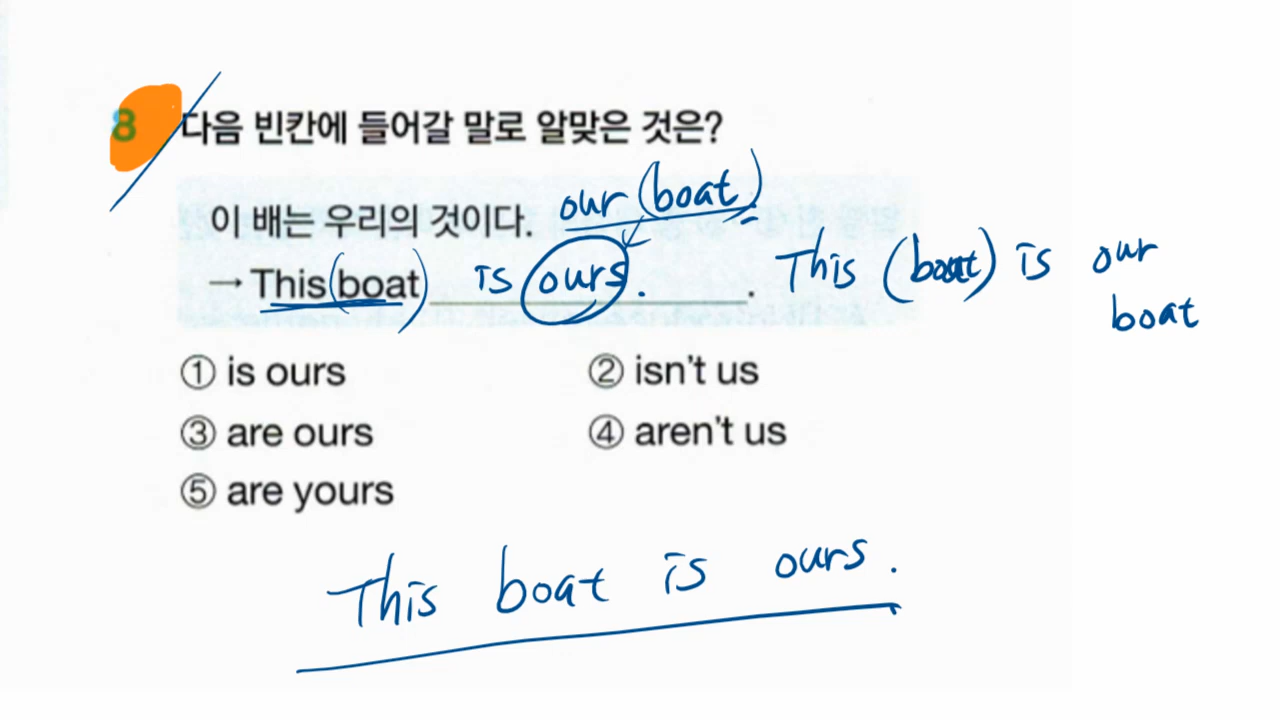 8 다음 빈칸에 들어갈 말로 알맞은 것은?
our (boat)
이 배는 우리의 것이다.
→ This (boat) is ours. . This (boat) is our
boat
① is ours ② isn't us
③ are ours ④ aren't us
⑤ are yours
This boat is ours.